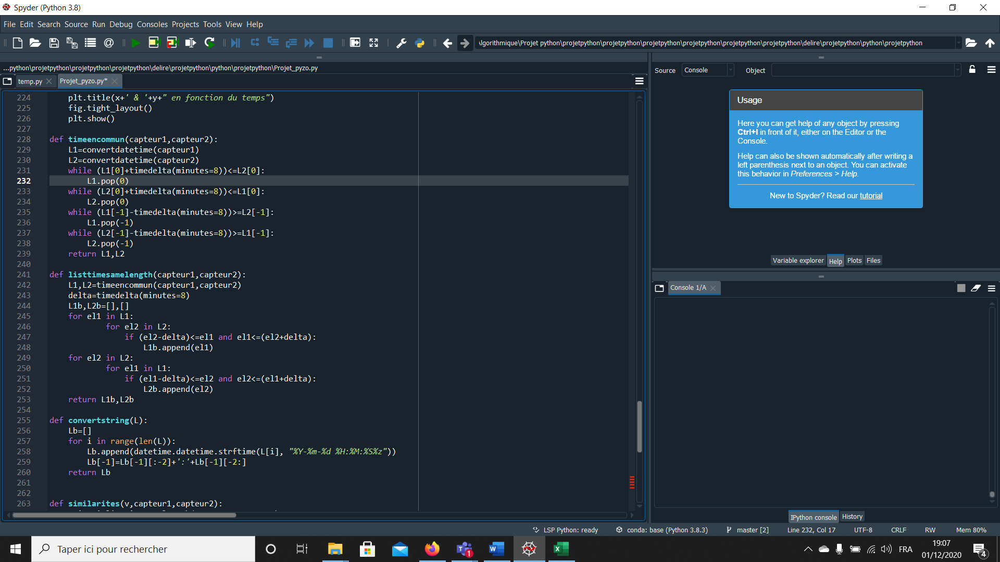 Spyder (Python 3.8)
File Edit Search Source Run Debug Consoles Projects Tools View Help
\lgorithmique\Projet python\projetpython\projetpython\projetpython\projetpython\projetpython\projetpython\delire\projetpython\python\projetpython
...python\projetpython\projetpython\projetpython\delire\projetpython\python\projetpython\Projet_pyzo.py
temp.py Projet_pyzo.py*
224 plt.title(x+' & '+y+" en fonction du temps")
225 fig.tight_layout()
226 plt.show()
227
228 def timeencommun(capteur1,capteur2):
229 L1=convertdatetime(capteur1)
230 L2=convertdatetime(capteur2)
231 while (L1[0]+timedelta(minutes=8))<=L2[0]:
232 L1.pop(0)
233 while (L2[0]+timedelta(minutes=8))<=L1[0]:
234 L2.pop(0)
235 while (L1[-1]-timedelta(minutes=8))>=L2[-1]:
236 L1.pop(-1)
237 while (L2[-1]-timedelta(minutes=8))>=L1[-1]:
238 L2.pop(-1)
239 return L1,L2
240
241 def listtimesamelength(capteur1,capteur2):
242 L1,L2=timeencommun(capteur1,capteur2)
243 delta=timedelta(minutes=8)
244 L1b,L2b=[],[]
245 for el1 in L1:
246 for el2 in L2:
247 if (el2-delta)<=el1 and el1<=(el2+delta):
248 L1b.append(el1)
249 for el2 in L2:
250 for el1 in L1:
251 if (el1-delta)<=el2 and el2<=(el1+delta):
252 L2b.append(el2)
253 return L1b,L2b
254
255 def convertstring(L):
256 Lb=[]
257 for i in range(len(L)):
258 Lb.append(datetime.datetime.strftime(L[i], "%Y-%m-%d %H:%M:%S%z"))
259 Lb[-1]=Lb[-1][:-2]+':'+Lb[-1][-2:]
260 return Lb
261
262
263 def similarites(v,capteur1,capteur2):
Source Console Object
Usage
Here you can get help of any object by pressing
Ctrl+I in front of it, either on the Editor or the
Console.
Help can also be shown automatically after writing a
left parenthesis next to an object. You can activate
this behavior in Preferences > Help.
New to Spyder? Read our tutorial
Variable explorer Help Plots Files
Console 1/A
IPython console History
LSP Python: ready conda: base (Python 3.8.3) master [2] Line 232, Col 17 UTF-8 CRLF RW Mem 80%
Taper ici pour rechercher
1
FRA
19:07
01/12/2020
4